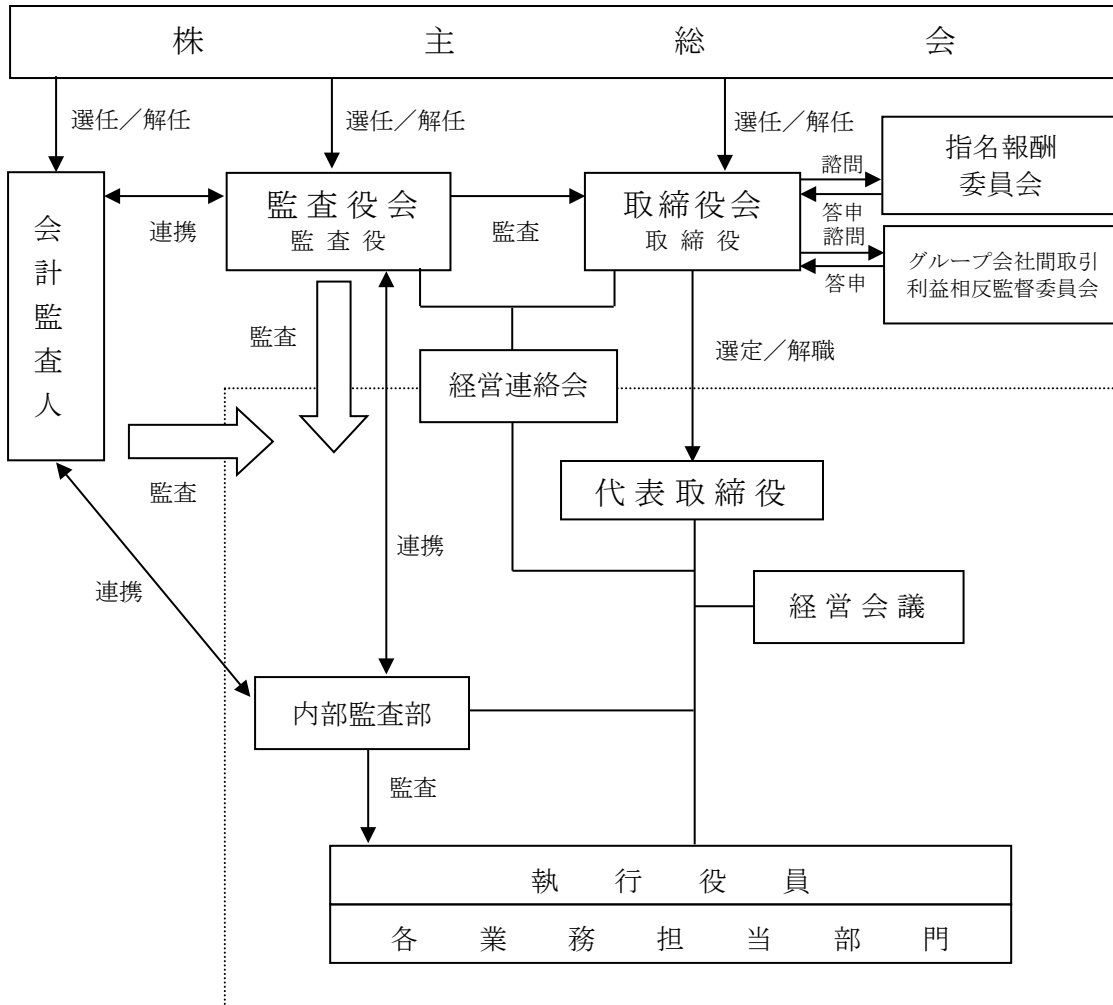 株主総会
選任/解任
選任/解任
選任/解任
指名報酬
委員会
諮問
答申
会計監査人
連携
監査役会
監査役
監査
取締役会
取締役
諮問
答申
グループ会社間取引
利益相反監督委員会
監査
選定/解職
経営連絡会
監査
代表取締役
連携
連携
経営会議
内部監査部
監査
執行役員
各業務担当部門